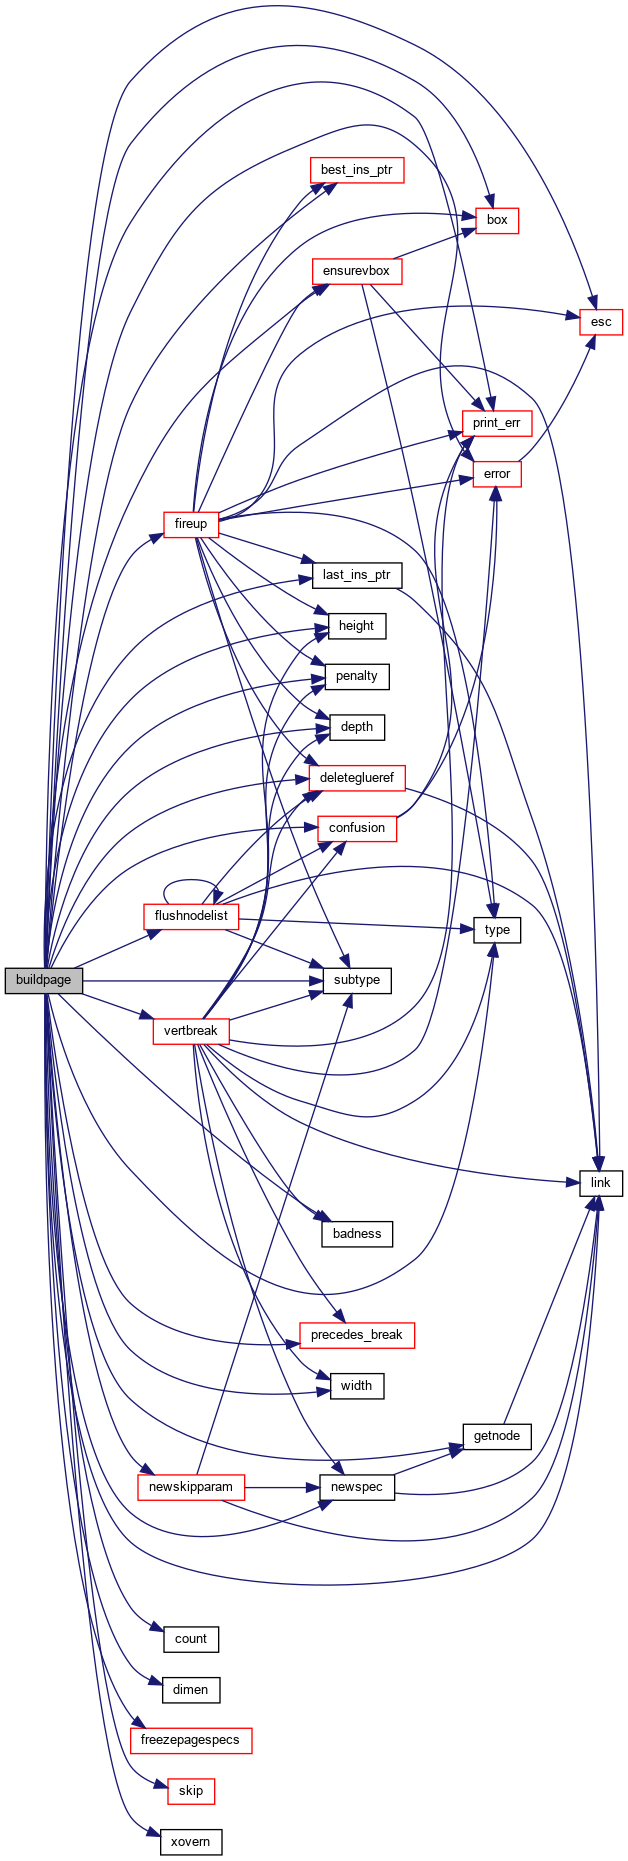 best_ins_ptr
box
ensurevbox
esc
print_err
error
fireup
last_ins_ptr
height
penalty
depth
deleteglueref
confusion
flushnodelist
type
buildpage
subtype
vertbreak
link
badness
precedes_break
width
getnode
newskipparam
newspec
count
dimen
freezepagespecs
skip
xovern